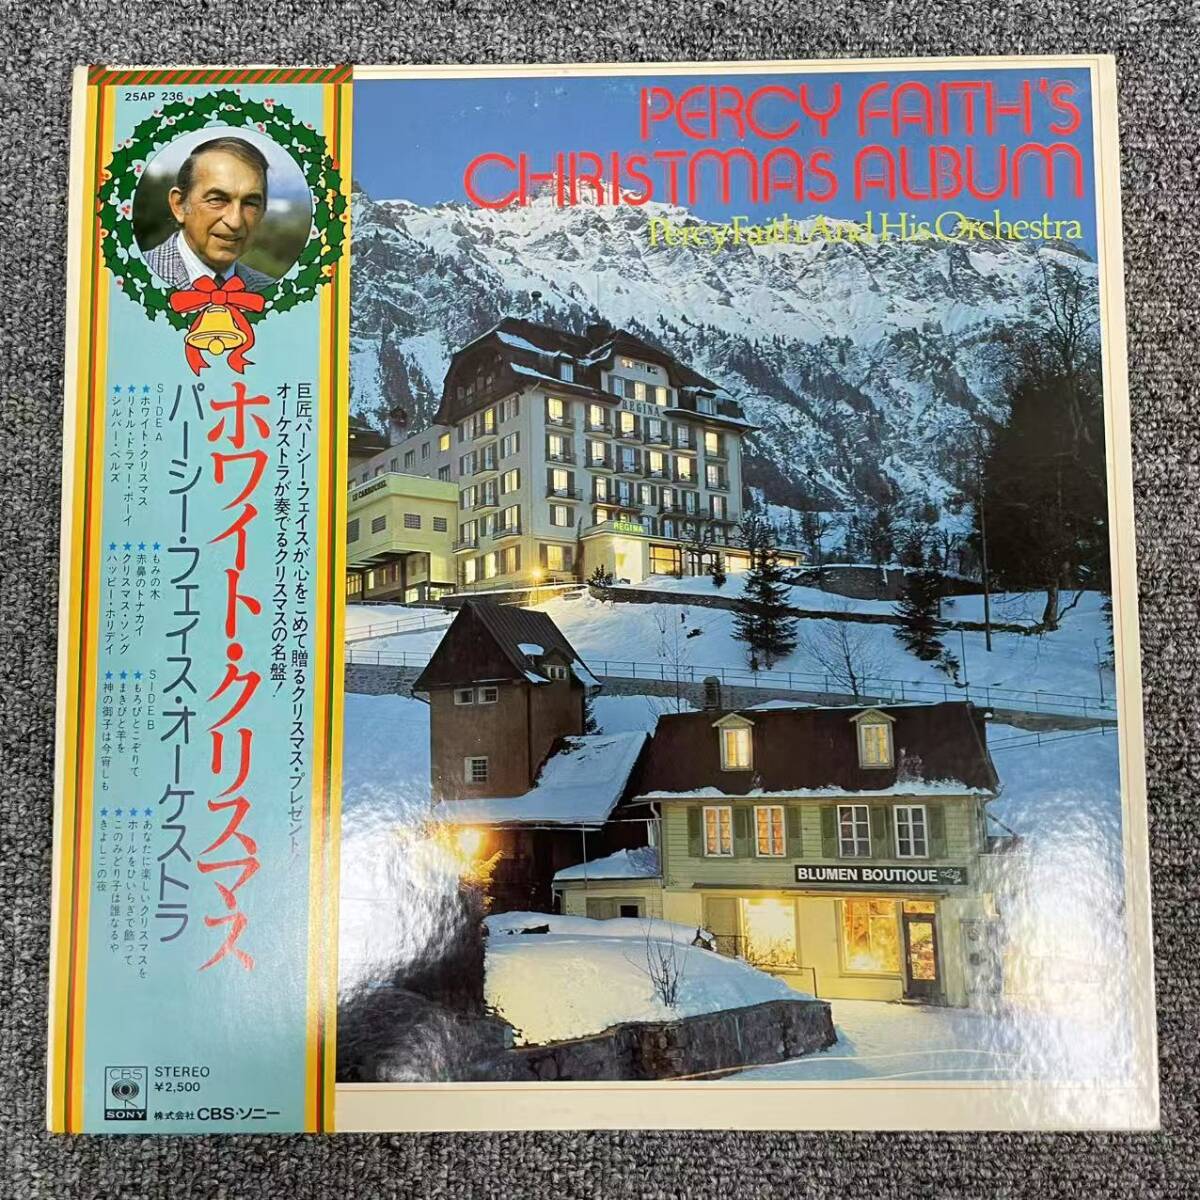 25AP 236
ホワイト・クリスマス
パーシー・フェイス・オーケストラ
巨匠パーシー・フェイスが心をこめて贈るクリスマス・プレゼント!
オーケストラが奏でるクリスマスの名盤!
SIDE A
★ホワイト・クリスマス
★リトル・ドラマー・ボーイ
★シルバー・ベルズ
★もみの木
★赤鼻のトナカイ
★クリスマス・ソング
★ハッピー・ホリデイ
SIDE B
★もろびとこぞりて
★まきびと羊を
★神の御子は今宵しも
★あなたに楽しいクリスマスを
★ホールをひいらぎで飾って
★このみどり子は誰なるや
★きよしこの夜
CBS
SONY
STEREO
¥2,500
株式会社 CBS・ソニー
PERCY FAITH'S
CHRISTMAS ALBUM
Percy Faith And His Orchestra
REGINA
LE CARROUSEL
REGINA
BLUMEN BOUTIQUE